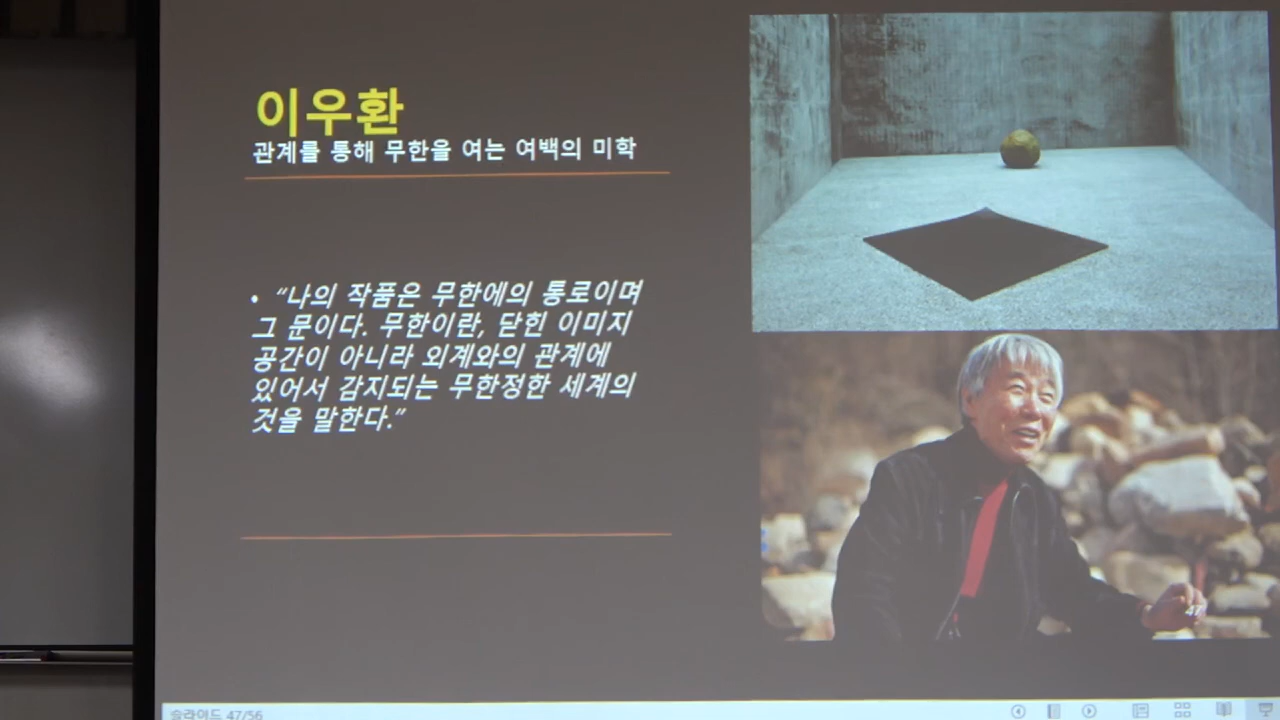 이우환
관계를 통해 무한을 여는 여백의 미학
• “나의 작품은 무한에의 통로이며
그 문이다. 무한이란, 닫힌 이미지
공간이 아니라 외계와의 관계에
있어서 감지되는 무한정한 세계의
것을 말한다.”
47
슬라이드 47/56